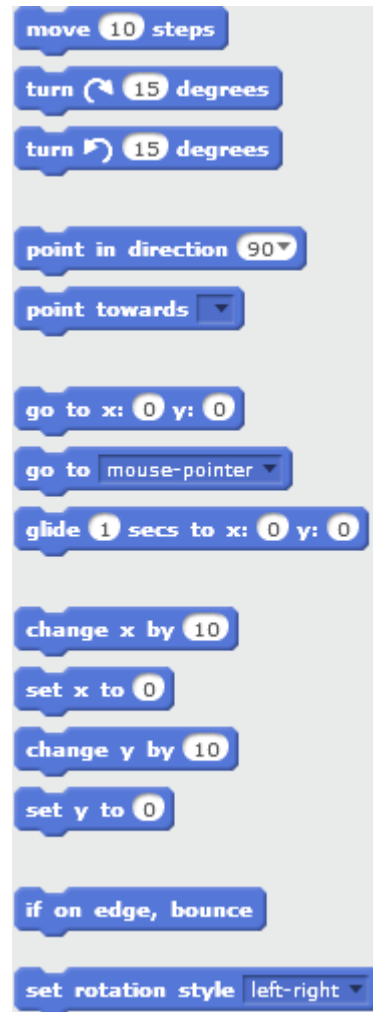 move 10 steps
turn 15 degrees
turn 15 degrees
point in direction 90
point towards
go to x: 0 y: 0
go to mouse-pointer
glide 1 secs to x: 0 y: 0
change x by 10
set x to 0
change y by 10
set y to 0
if on edge, bounce
set rotation style left-right